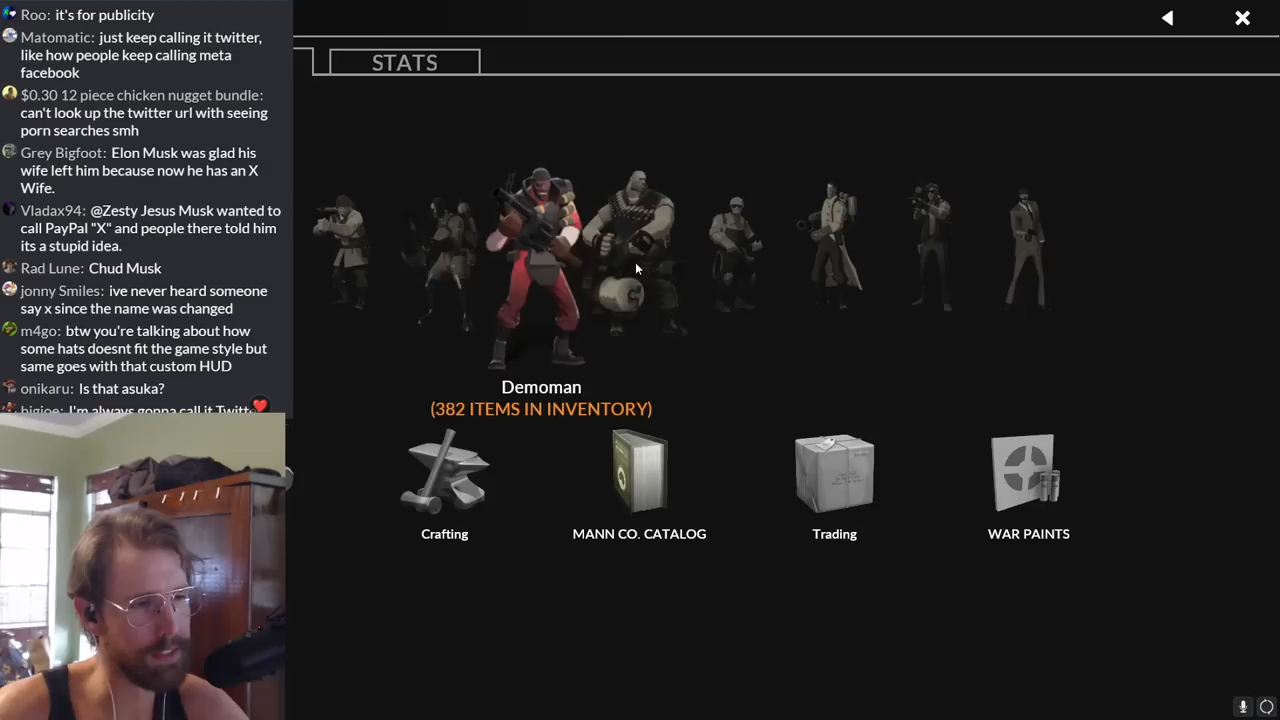 Roo: it's for publicity
Matomatic: just keep calling it twitter,
like how people keep calling meta
facebook
$0.30 12 piece chicken nugget bundle:
can't look up the twitter url with seeing
porn searches smh
Grey Bigfoot: Elon Musk was glad his
wife left him because now he has an X
Wife.
Vladax94: @Zesty Jesus Musk wanted to
call PayPal "X" and people there told him
its a stupid idea.
Rad Lune: Chud Musk
jonny Smiles: ive never heard someone
say x since the name was changed
m4go: btw you're talking about how
some hats doesnt fit the game style but
same goes with that custom HUD
onikaru: Is that asuka?
I'm always gonna call it
STATS
Demoman
(382 ITEMS IN INVENTORY)
Crafting
MANN CO. CATALOG
Trading
WAR PAINTS